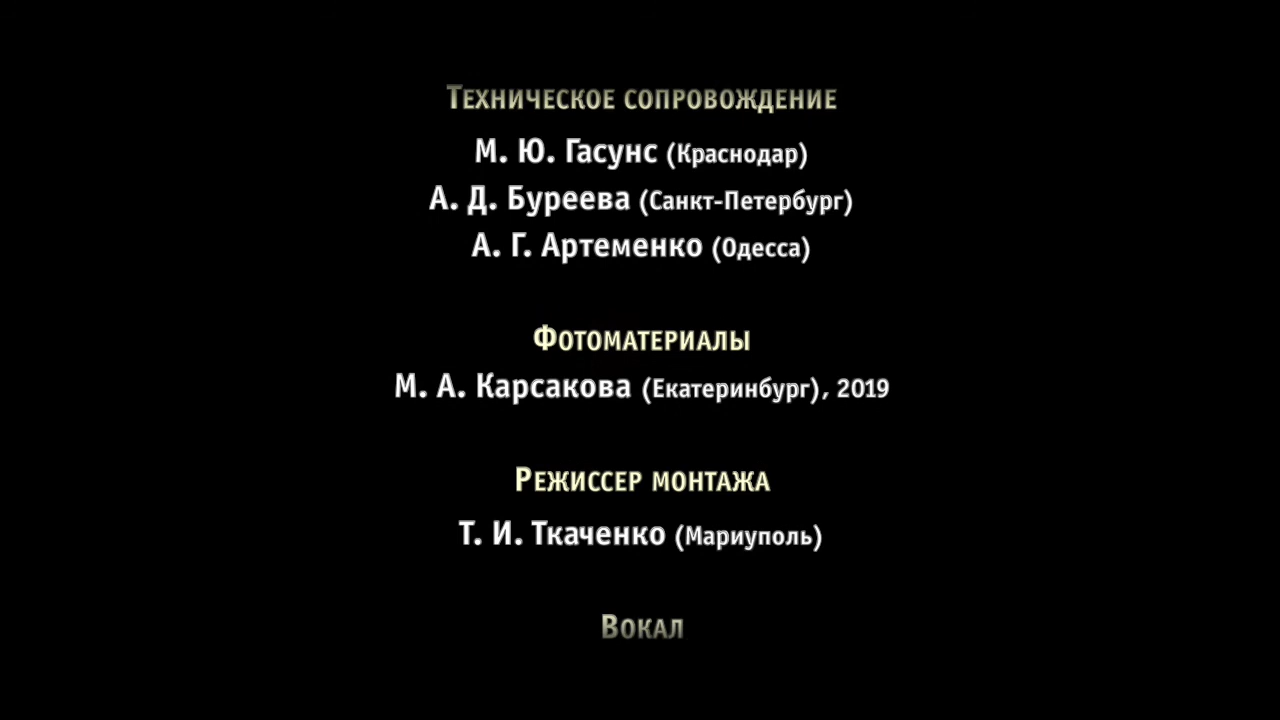 Техническое сопровождение
М. Ю. Гасунс (Краснодар)
А. Д. Буреева (Санкт-Петербург)
А. Г. Артеменко (Одесса)
Фотоматериалы
М. А. Карсакова (Екатеринбург), 2019
Режиссер монтажа
Т. И. Ткаченко (Мариуполь)
Вокал